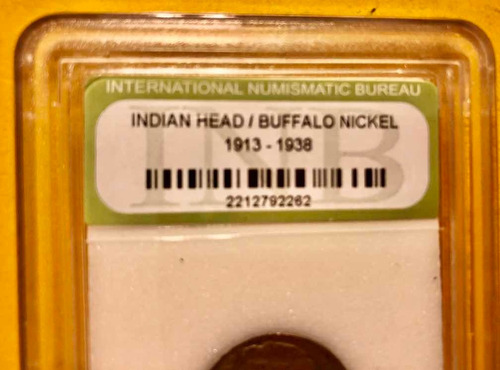 INTERNATIONAL NUMISMATIC BUREAU
INDIAN HEAD / BUFFALO NICKEL
1913 - 1938
INB
2212792262